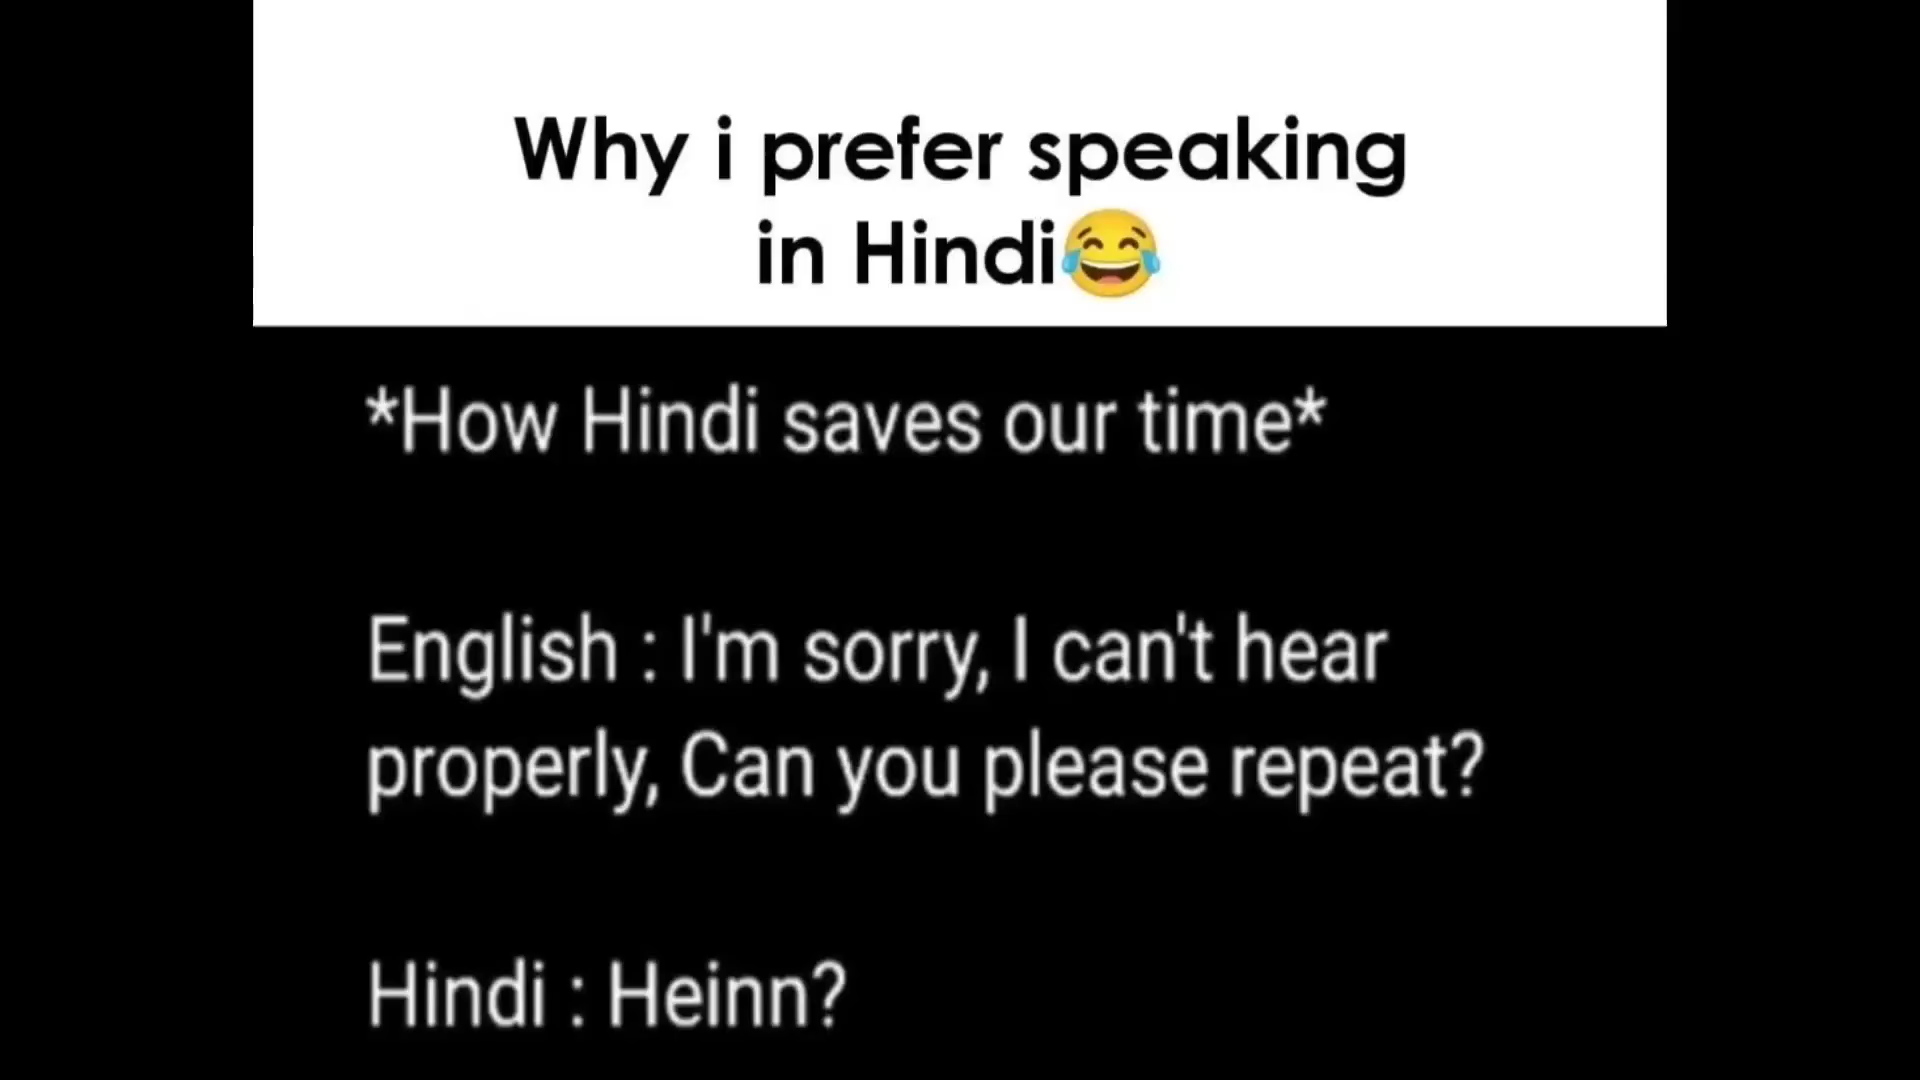 Why i prefer speaking
in Hindi😂
*How Hindi saves our time*
English : I'm sorry, I can't hear
properly, Can you please repeat?
Hindi : Heinn?